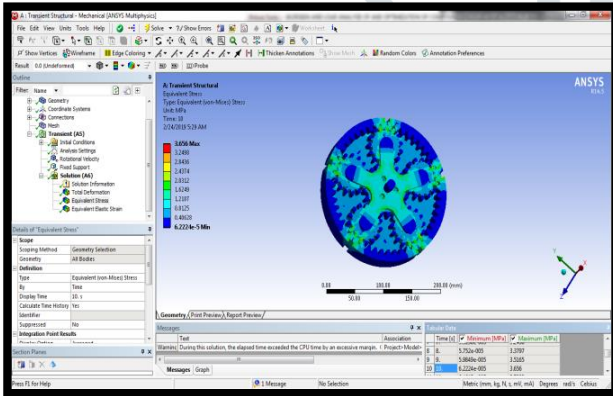 A : Transient Structural - Mechanical [ANSYS Multiphysics]
File Edit View Units Tools Help Solve ?/Show Errors Worksheet
Show Vertices Wireframe Edge Coloring Thicken Annotations Show Mesh Random Colors Annotation Preferences
Result 0.0 (Undeformed) Probe
Outline
Filter: Name
Geometry
Coordinate Systems
Connections
Mesh
Transient (A5)
Initial Conditions
Analysis Settings
Rotational Velocity
Fixed Support
Solution (A6)
Solution Information
Total Deformation
Equivalent Stress
Equivalent Elastic Strain
Details of "Equivalent Stress"
Scope
Scoping Method Geometry Selection
Geometry All Bodies
Definition
Type Equivalent (von-Mises) Stress
By Time
Display Time 10. s
Calculate Time History Yes
Identifier
Suppressed No
Integration Point Results
Section Planes
A: Transient Structural
Equivalent Stress
Type: Equivalent (von-Mises) Stress
Unit: MPa
Time: 10
3.656 Max
3.2498
2.8436
2.4374
2.0312
1.6249
1.2187
0.8125
0.40628
6.2224e-5 Min
ANSYS
0.00 100.00 200.00 (mm)
50.00 150.00
Y
X
Z
Geometry Print Preview Report Preview
Messages
Text Association
Warning During this solution, the elapsed time exceeded the CPU time by an excessive margin. Project>Model>
Messages Graph
Tabular Data
Time [s] Minimum [MPa] Maximum [MPa]
8 8. 5.752e-005 3.3797
9 9. 3.5165
10 10. 6.2224e-005 3.656
Press F1 for Help 1 Message No Selection Metric (mm, kg, N, s, mV, mA) Degrees rad/s Celsius